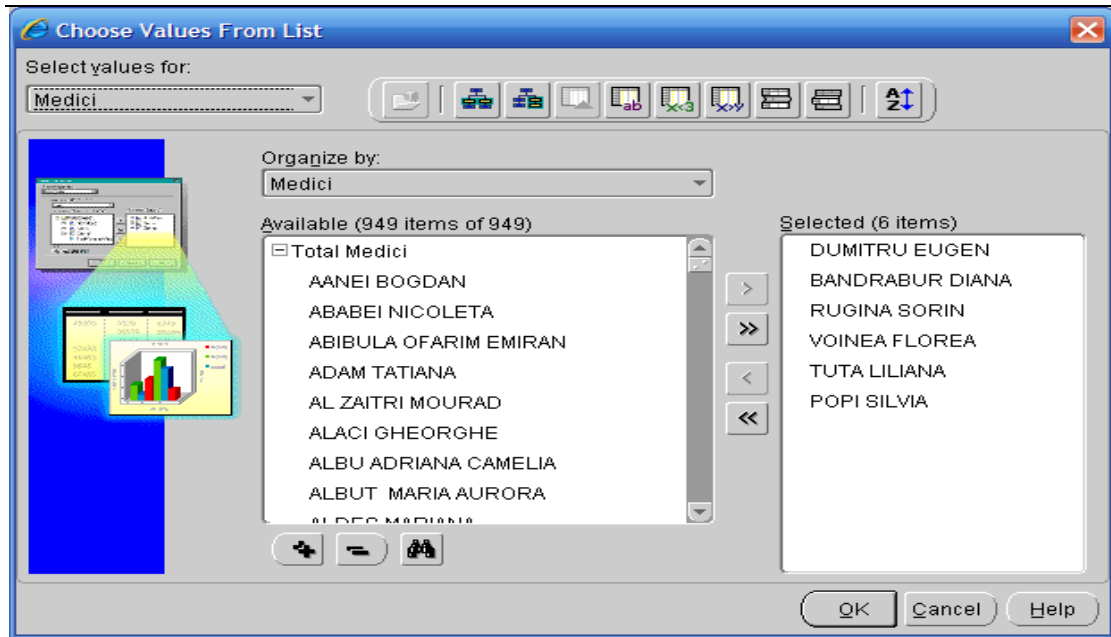 Choose Values From List
Select values for:
Medici
ab
x<3
x>y
A
Z
Organize by:
Medici
Available (949 items of 949)
Total Medici
AANEI BOGDAN
ABABEI NICOLETA
ABIBULA OFARIM EMIRAN
ADAM TATIANA
AL ZAITRI MOURAD
ALACI GHEORGHE
ALBU ADRIANA CAMELIA
ALBUT MARIA AURORA
>
>>
<
<<
Selected (6 items)
DUMITRU EUGEN
BANDRABUR DIANA
RUGINA SORIN
VOINEA FLOREA
TUTA LILIANA
POPI SILVIA
OK
Cancel
Help